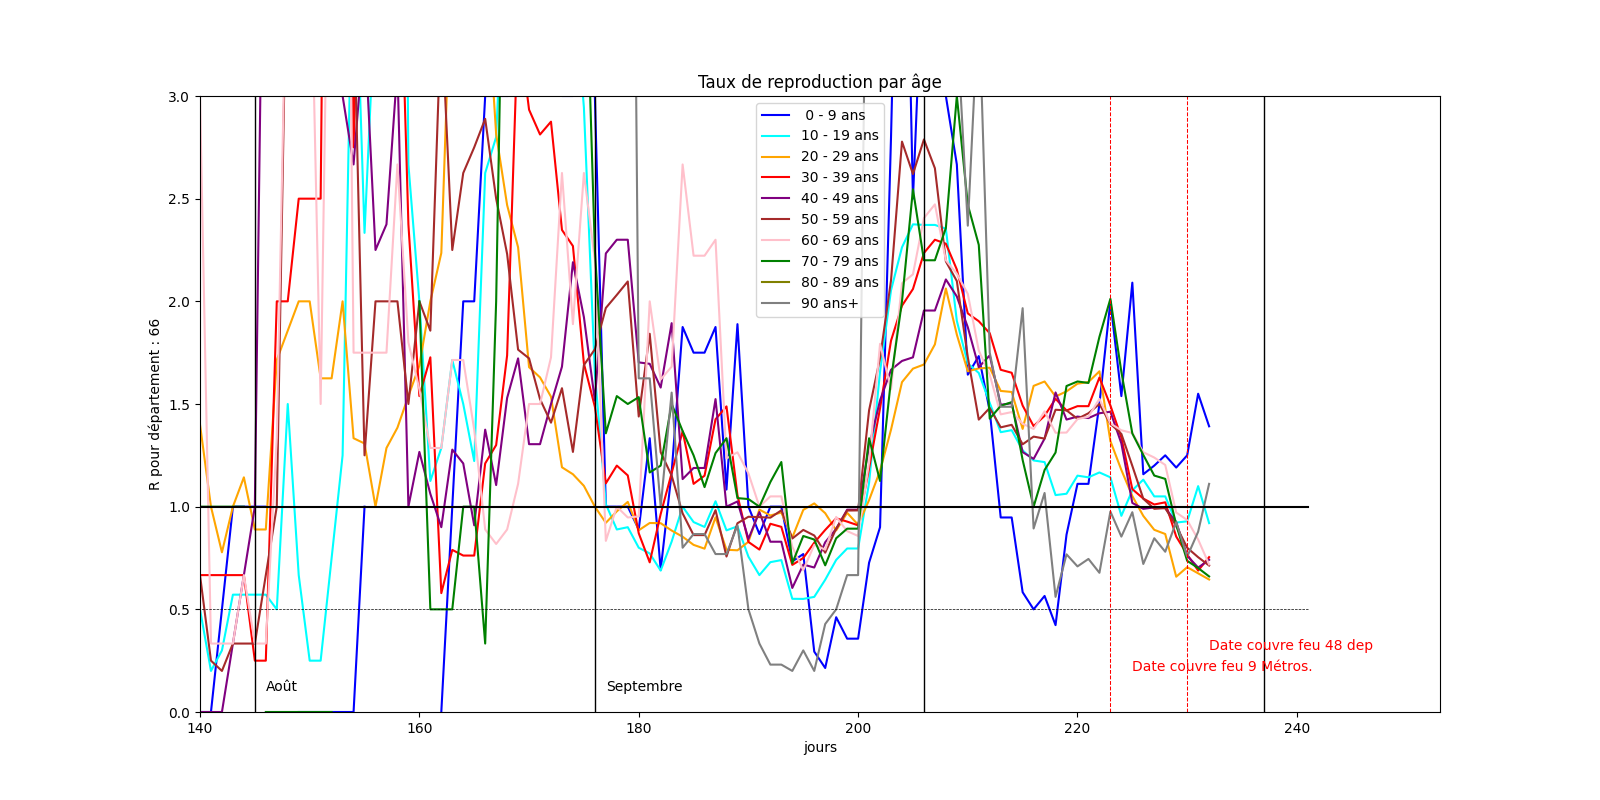 Taux de reproduction par âge
R pour département : 66
3.0
2.5
2.0
1.5
1.0
0.5
0.0
0 - 9 ans
10 - 19 ans
20 - 29 ans
30 - 39 ans
40 - 49 ans
50 - 59 ans
60 - 69 ans
70 - 79 ans
80 - 89 ans
90 ans+
Date couvre feu 48 dep
Date couvre feu 9 Métros.
Août
Septembre
140
160
180
200
220
240
jours